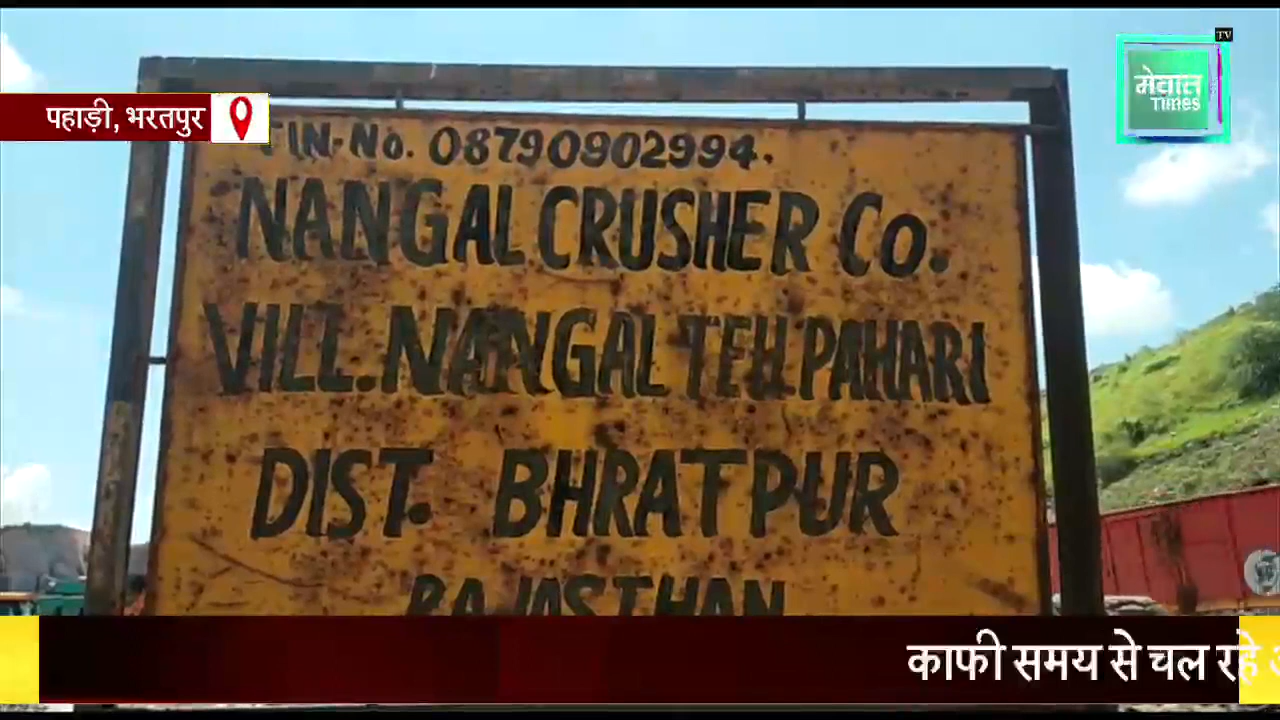 TV
मेवात
Times
पहाड़ी, भरतपुर
TIN-No. 08790902994.
NANGAL CRUSHER Co.
VILL.NANGAL TEH.PAHARI
DIST. BHRATPUR
RAJASTHAN
काफी समय से चल रहे